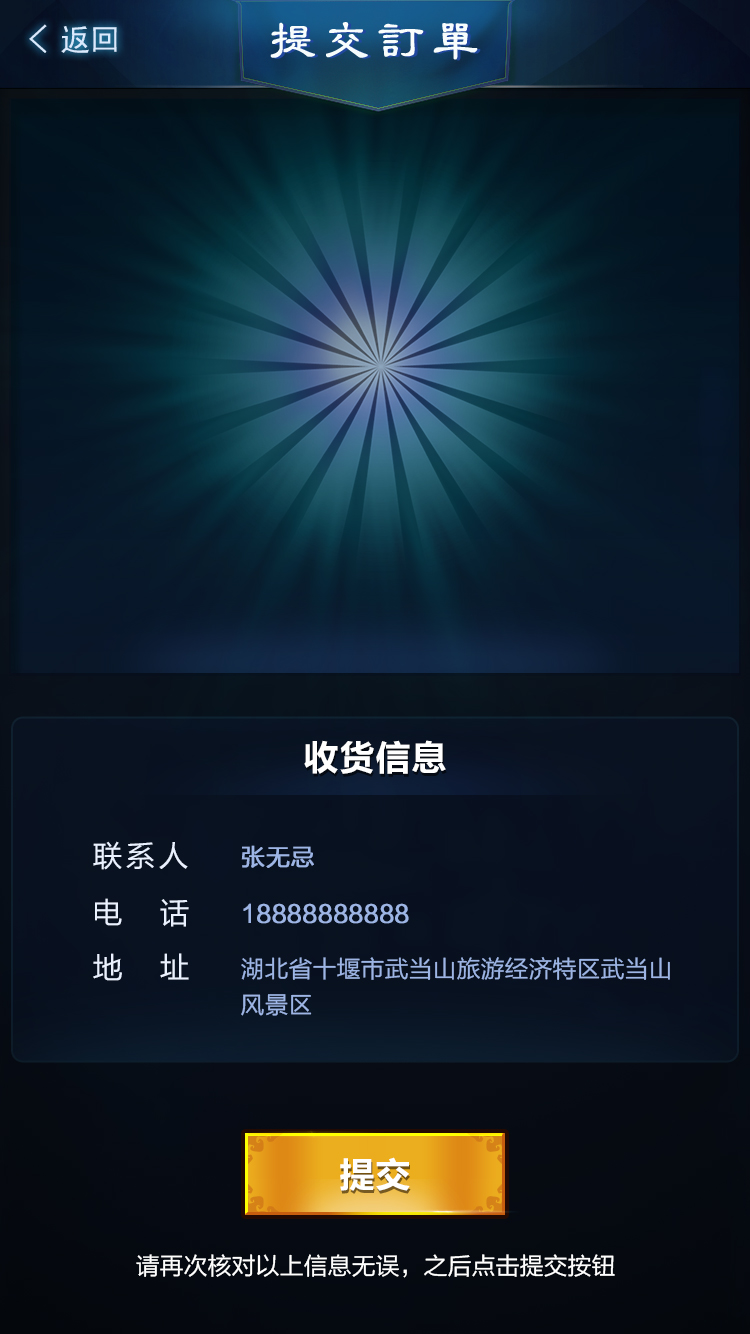 返回
提交訂單
收货信息
联系人 张无忌
电 话 18888888888
地 址 湖北省十堰市武当山旅游经济特区武当山
风景区
提交
请再次核对以上信息无误，之后点击提交按钮